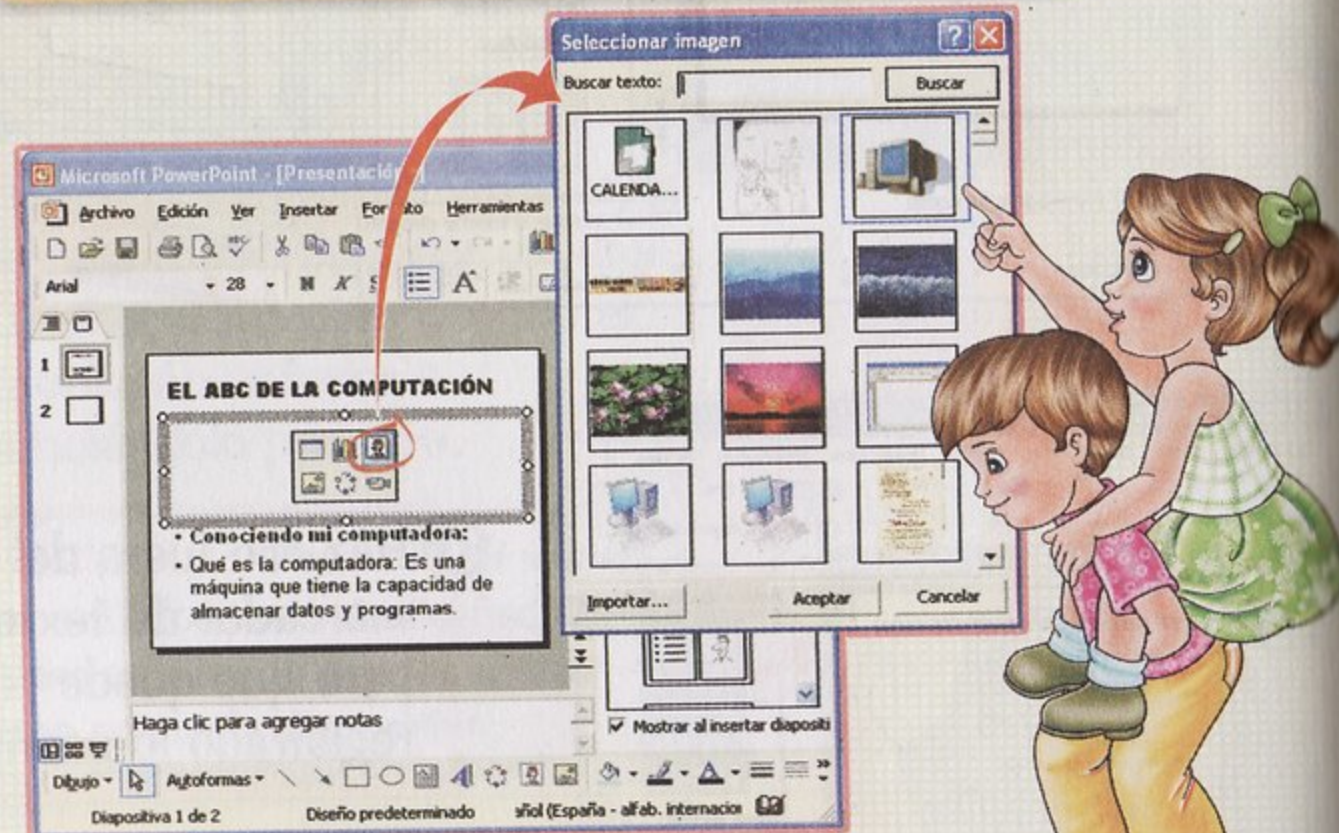 Seleccionar imagen
Buscar texto:
Buscar
CALENDA...
Importar...
Aceptar
Cancelar
Microsoft PowerPoint - [Presentación
Archivo Edición Ver Insertar Herramientas
Arial
28
N K S
1
2
EL ABC DE LA COMPUTACIÓN
• Conociendo mi computadora:
• Qué es la computadora: Es una
máquina que tiene la capacidad de
almacenar datos y programas.
Haga clic para agregar notas
Mostrar al insertar diapositi
Dibujo
Autoformas
Diapositiva 1 de 2
Diseño predeterminado
añol (España - alfab. internacion